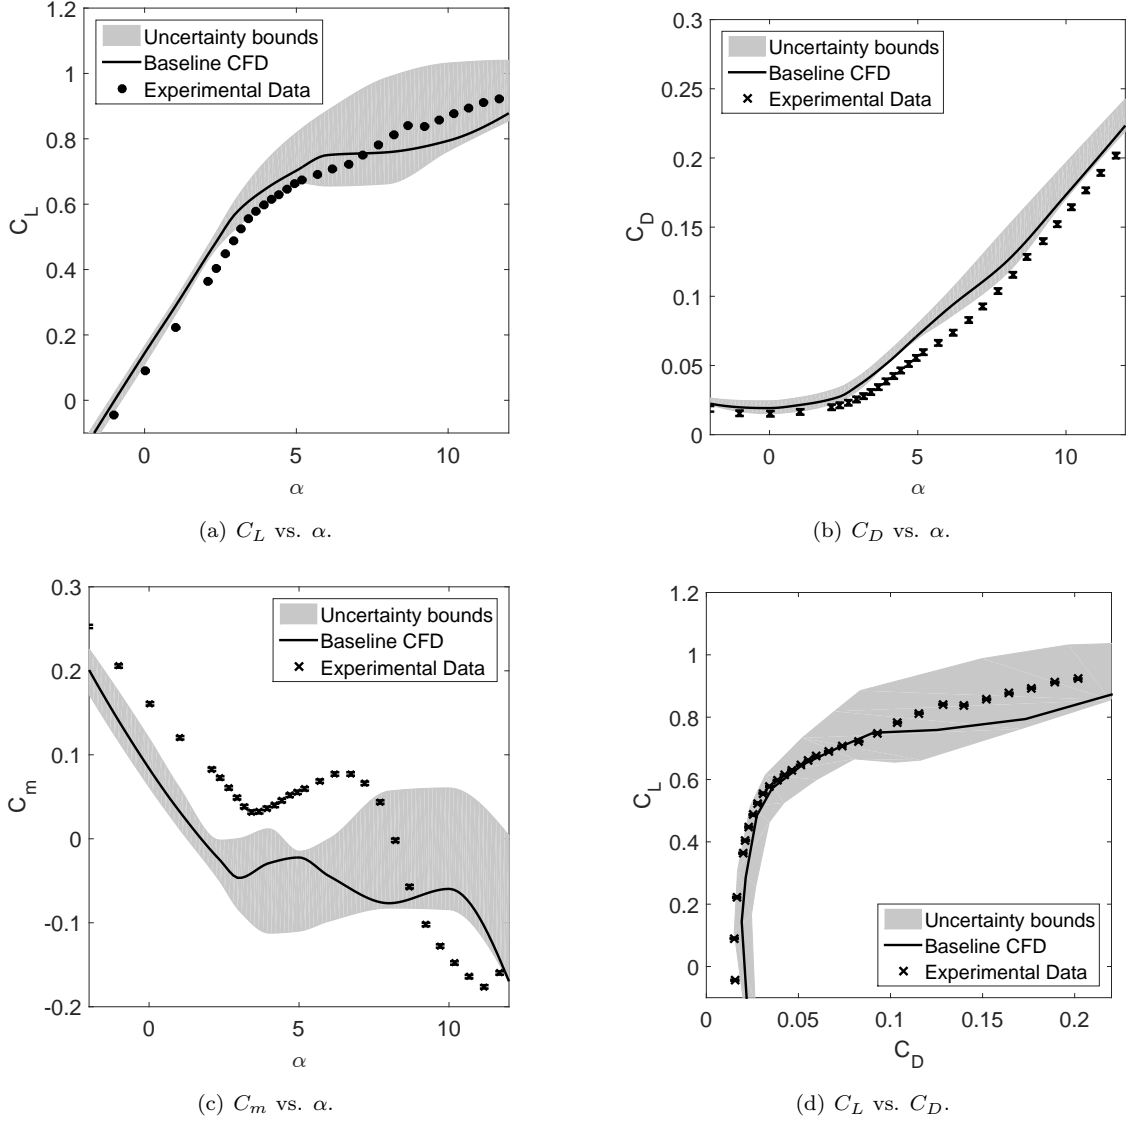 1.2
1
0.8
0.6
0.4
0.2
0
C_L
Uncertainty bounds
Baseline CFD
Experimental Data
0 5 10
α
(a) C_L vs. α.
0.3
0.25
0.2
0.15
0.1
0.05
0
C_D
Uncertainty bounds
Baseline CFD
Experimental Data
0 5 10
α
(b) C_D vs. α.
0.3
0.2
0.1
0
-0.1
-0.2
C_m
Uncertainty bounds
Baseline CFD
Experimental Data
0 5 10
α
(c) C_m vs. α.
1.2
1
0.8
0.6
0.4
0.2
0
C_L
Uncertainty bounds
Baseline CFD
Experimental Data
0 0.05 0.1 0.15 0.2
C_D
(d) C_L vs. C_D.